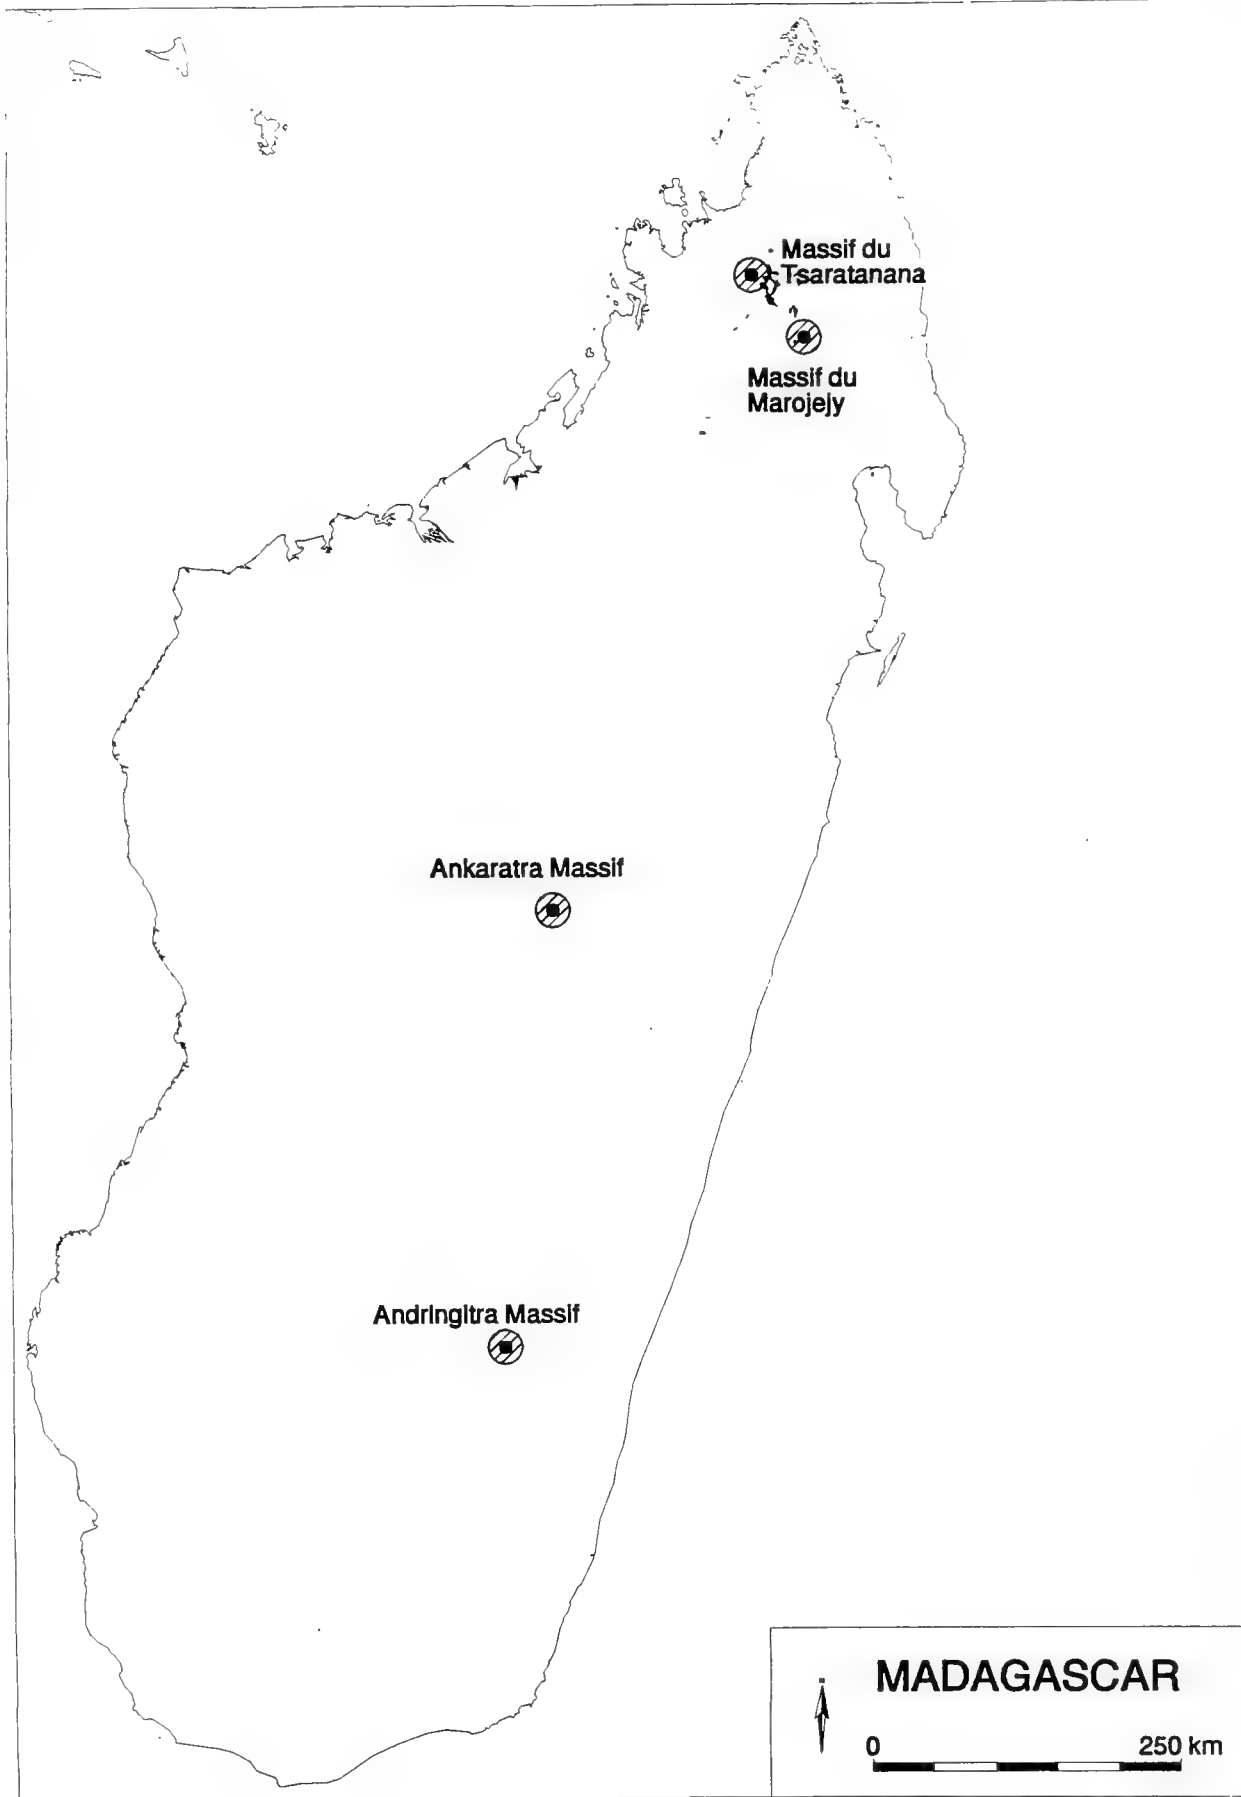 Massif du
Tsaratanana
Massif du
Marojejy
Ankaratra Massif
Andringitra Massif
MADAGASCAR
0 250 km